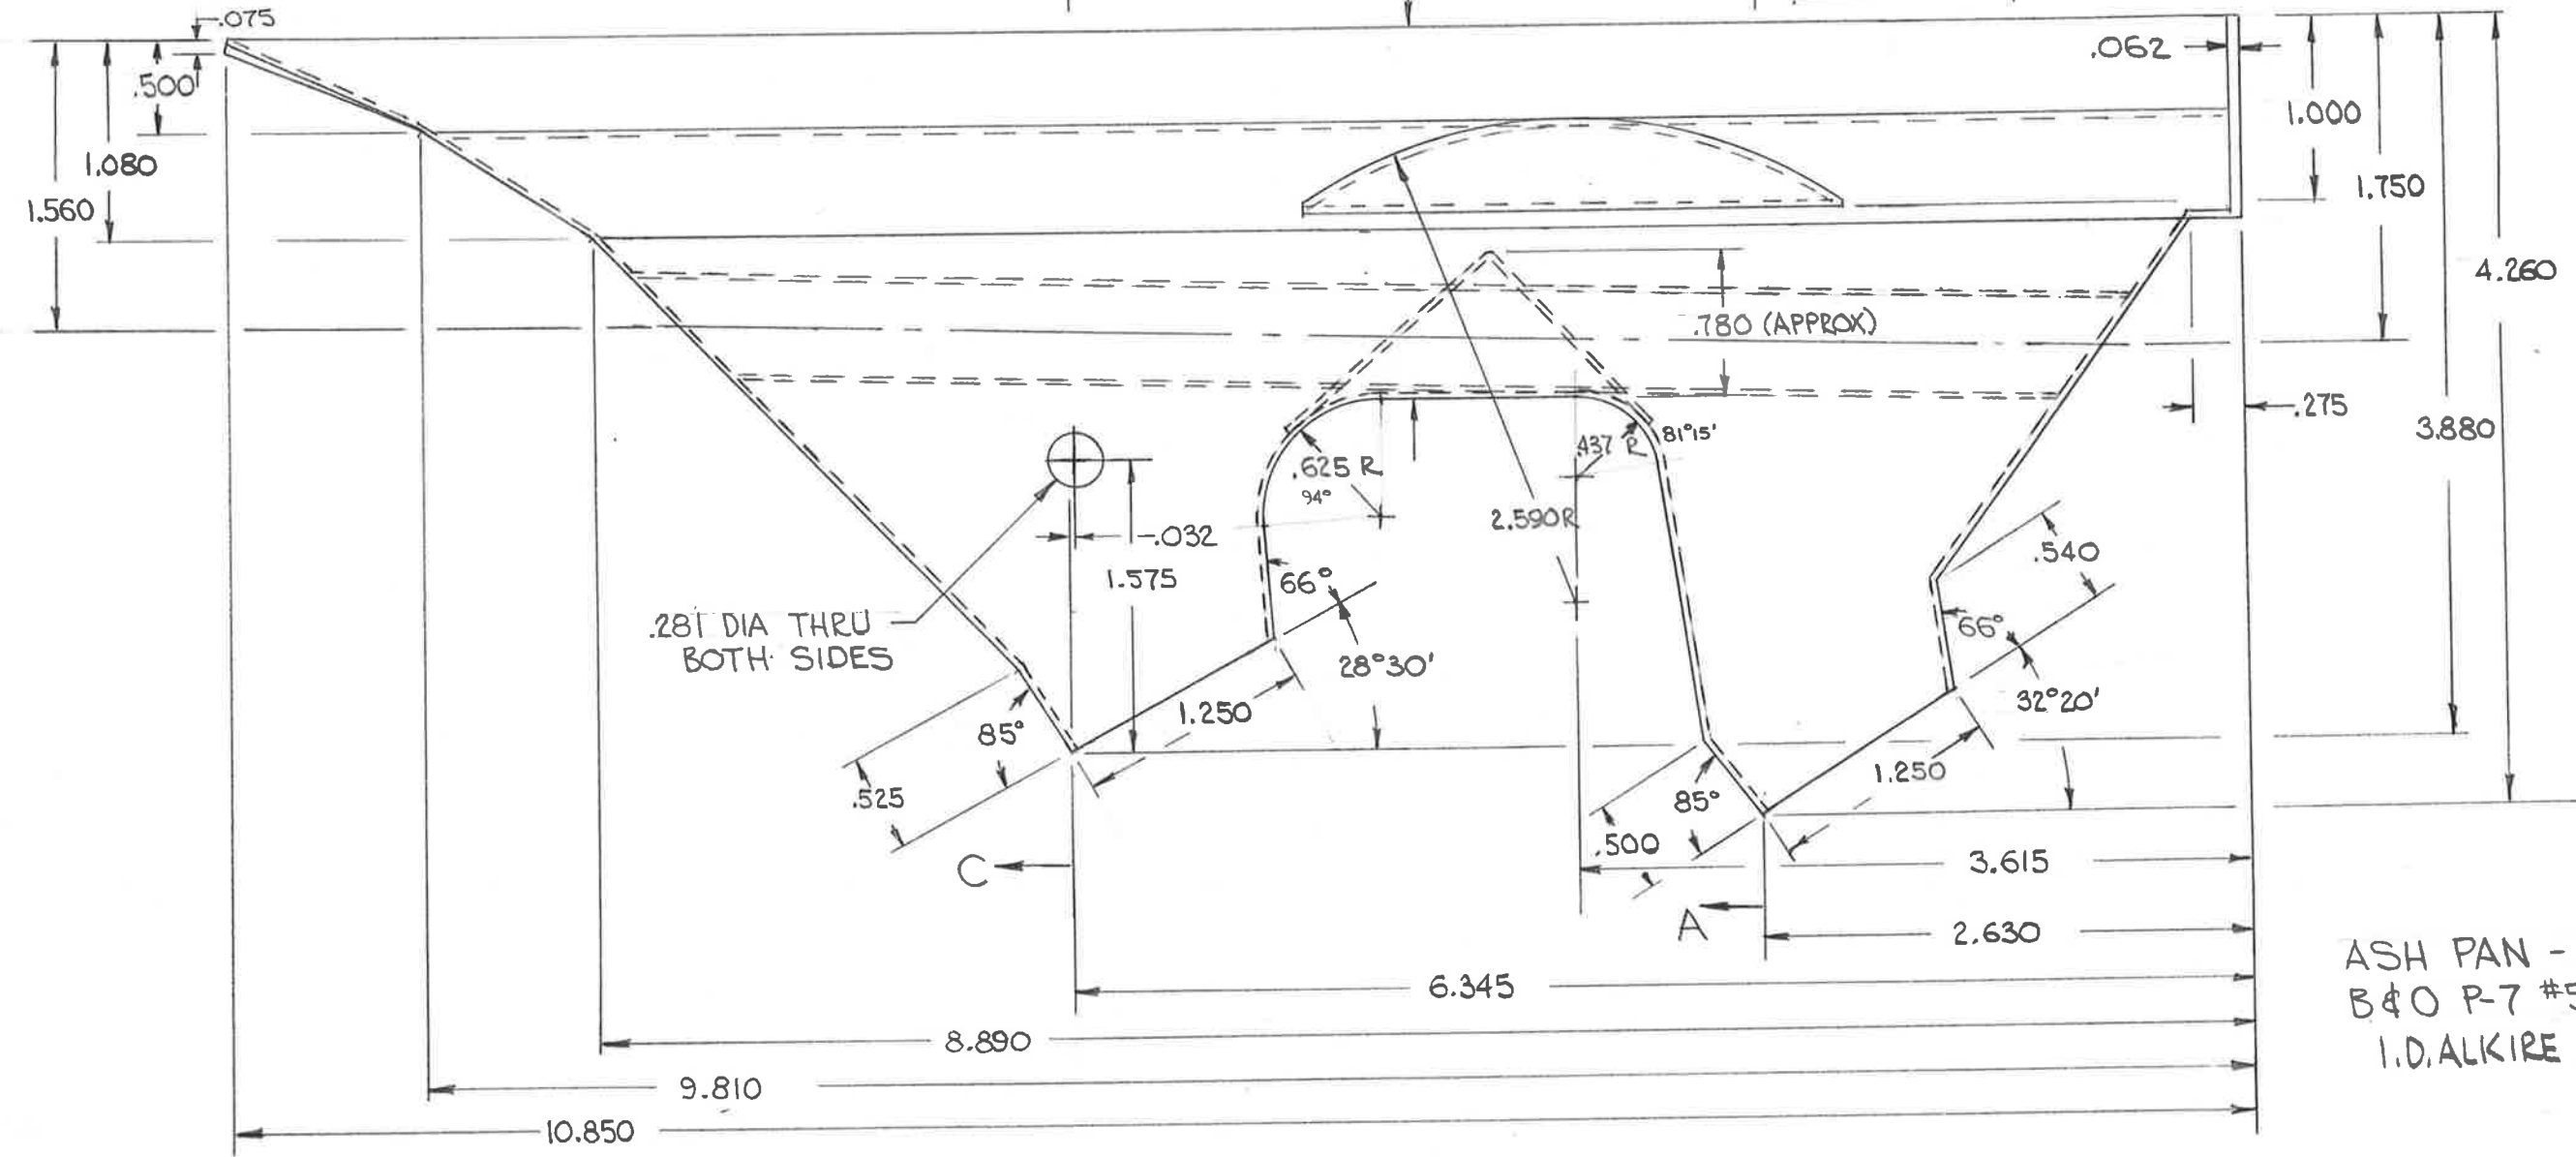 .075
.500
1.080
1.560
.062
1.000
1.750
4.260
3.880
.275
.780 (APPROX)
81°15'
.437 R
.625 R
94°
2.590R
.032
1.575
66°
28°30'
.281 DIA THRU
BOTH SIDES
1.250
85°
.525
.540
66°
32°20'
1.250
85°
.500
3.615
C
A
2.630
6.345
8.890
9.810
10.850
ASH PAN -
B&O P-7 #5
I.D.ALKIRE